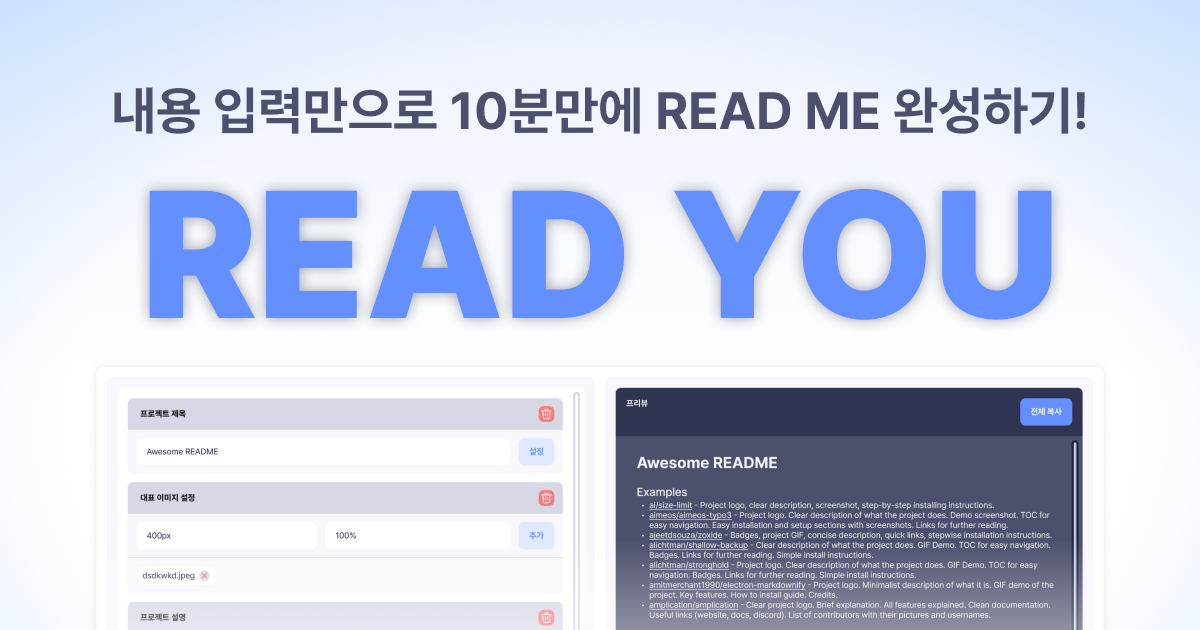 내용 입력만으로 10분만에 READ ME 완성하기!
READ YOU
프로젝트 제목
Awesome README
설정
대표 이미지 설정
400px
100%
추가
dsdkwkd.jpeg
프로젝트 설명
프리뷰
전체 복사
Awesome README
Examples
• ai/size-limit - Project logo, clear description, screenshot, step-by-step installing instructions.
• aimeos/aimeos-typo3 - Project logo. Clear description of what the project does. Demo screenshot. TOC for
easy navigation. Easy installation and setup sections with screenshots. Links for further reading.
• ajeetdsouza/zoxide - Badges, project GIF, concise description, quick links, stepwise installation instructions.
• alichtman/shallow-backup - Clear description of what the project does. GIF Demo. TOC for easy navigation.
Badges. Links for further reading. Simple install instructions.
• alichtman/stronghold - Project logo. Clear description of what the project does. GIF Demo. TOC for easy
navigation. Badges. Links for further reading. Simple install instructions.
• amitmerchant1990/electron-markdownify - Project logo. Minimalist description of what it is. GIF demo of the
project. Key features. How to install guide. Credits.
• amplication/amplication - Clear project logo. Brief explanation. All features explained. Clean documentation.
Useful links (website, docs, discord). List of contributors with their pictures and usernames.